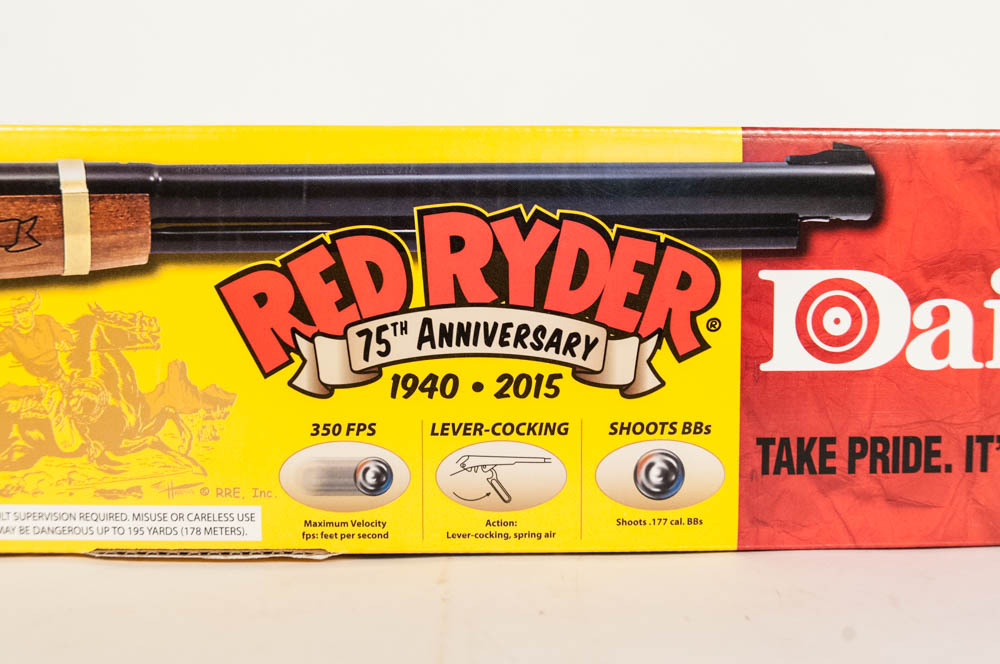 RED RYDER®
75TH ANNIVERSARY
1940 • 2015
Dai
TAKE PRIDE. IT'
350 FPS
Maximum Velocity
fps: feet per second
LEVER-COCKING
Action:
Lever-cocking, spring air
SHOOTS BBs
Shoots .177 cal. BBs
© RRE, Inc.
LT SUPERVISION REQUIRED. MISUSE OR CARELESS USE
MAY BE DANGEROUS UP TO 195 YARDS (178 METERS).